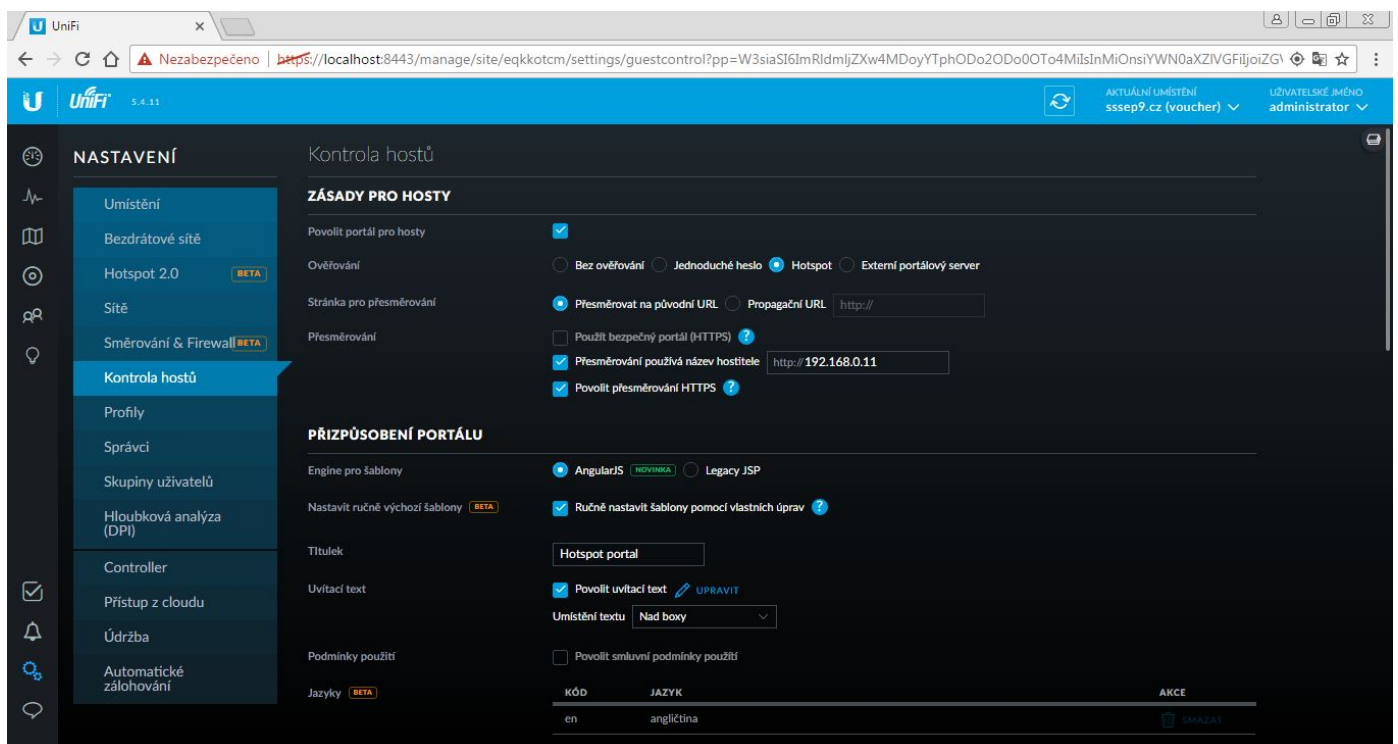 UniFi
Nezabezpečeno | https://localhost:8443/manage/site/eqkkotcm/settings/guestcontrol?pp=
UniFi 5.4.11
AKTUÁLNÍ UMÍSTĚNÍ
sssep9.cz (voucher)
UŽIVATELSKÉ JMÉNO
administrator
NASTAVENÍ
Umístění
Bezdrátové sítě
Hotspot 2.0 BETA
Sítě
Směrování & Firewall BETA
Kontrola hostů
Profily
Správci
Skupiny uživatelů
Hloubková analýza
(DPI)
Controller
Přístup z cloudu
Údržba
Automatické
zálohování
Kontrola hostů
ZÁSADY PRO HOSTY
Povolit portál pro hosty
Ověřování Bez ověřování Jednoduché heslo Hotspot Externí portálový server
Stránka pro přesměrování Přesměrovat na původní URL Propagační URL http://
Přesměrování Použít bezpečný portál (HTTPS) ?
Přesměrování používá název hostitele http://192.168.0.11
Povolit přesměrování HTTPS ?
PŘIZPŮSOBENÍ PORTÁLU
Engine pro šablony AngularJS NOVINKA Legacy JSP
Nastavit ručně výchozí šablony BETA Ručně nastavit šablony pomocí vlastních úprav ?
TItulek Hotspot portal
Uvítací text Povolit uvítací text UPRAVIT
Umístění textu Nad boxy
Podmínky použití Povolit smluvní podmínky použítí
Jazyky BETA KÓD JAZYK AKCE
en angličtina SMAZAT